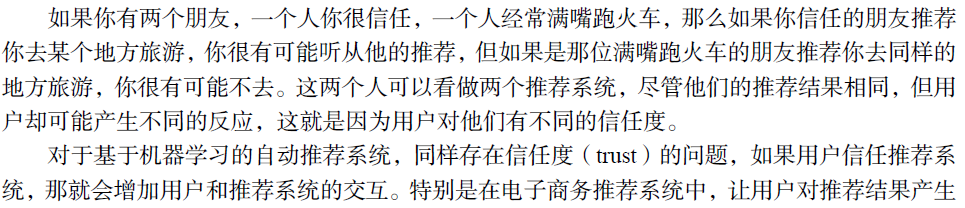 如果你有两个朋友，一个人你很信任，一个人经常满嘴跑火车，那么如果你信任的朋友推荐
你去某个地方旅游，你很有可能听从他的推荐，但如果是那位满嘴跑火车的朋友推荐你去同样的
地方旅游，你很有可能不去。这两个人可以看做两个推荐系统，尽管他们的推荐结果相同，但用
户却可能产生不同的反应，这就是因为用户对他们有不同的信任度。
对于基于机器学习的自动推荐系统，同样存在信任度（trust）的问题，如果用户信任推荐系
统，那就会增加用户和推荐系统的交互。特别是在电子商务推荐系统中，让用户对推荐结果产生